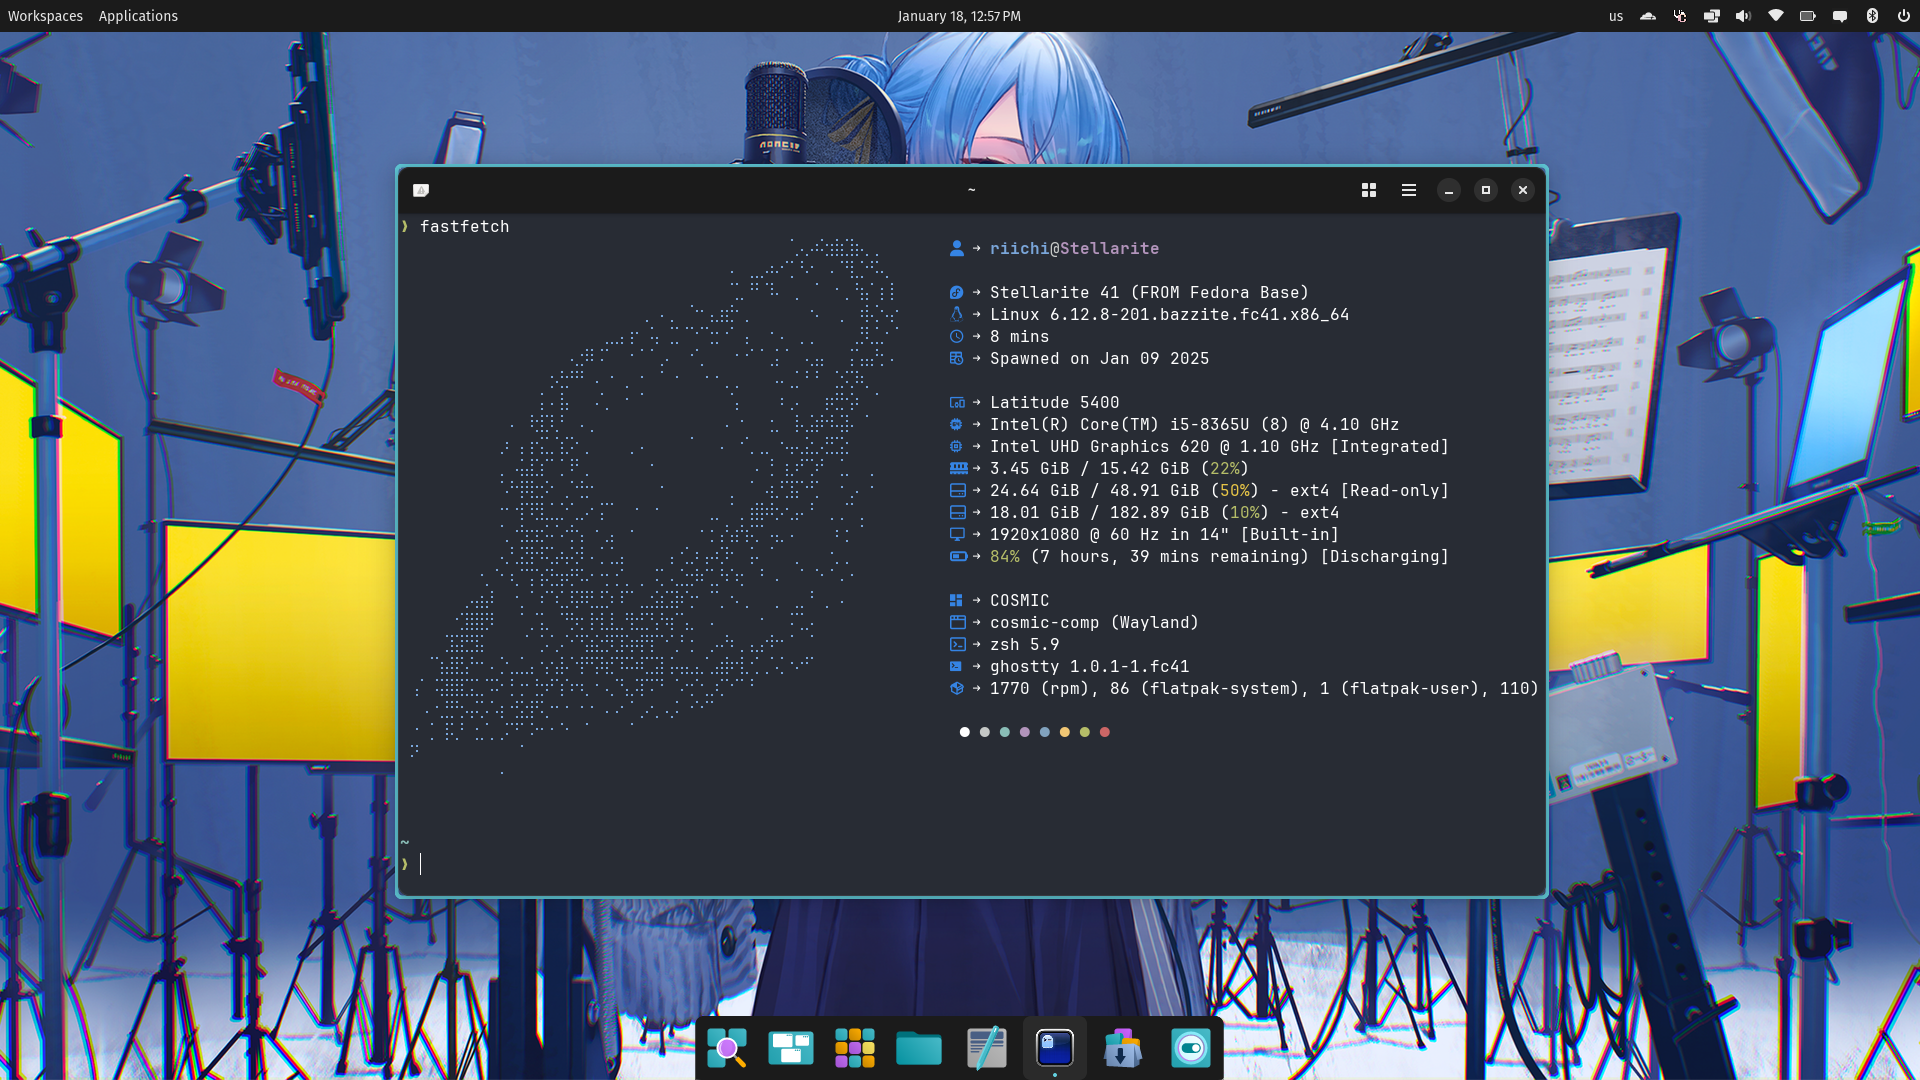 Workspaces Applications January 18, 12:57 PM us
~
❯ fastfetch
→ riichi@Stellarite
→ Stellarite 41 (FROM Fedora Base)
→ Linux 6.12.8-201.bazzite.fc41.x86_64
→ 8 mins
→ Spawned on Jan 09 2025
→ Latitude 5400
→ Intel(R) Core(TM) i5-8365U (8) @ 4.10 GHz
→ Intel UHD Graphics 620 @ 1.10 GHz [Integrated]
→ 3.45 GiB / 15.42 GiB (22%)
→ 24.64 GiB / 48.91 GiB (50%) - ext4 [Read-only]
→ 18.01 GiB / 182.89 GiB (10%) - ext4
→ 1920x1080 @ 60 Hz in 14" [Built-in]
→ 84% (7 hours, 39 mins remaining) [Discharging]
→ COSMIC
→ cosmic-comp (Wayland)
→ zsh 5.9
→ ghostty 1.0.1-1.fc41
→ 1770 (rpm), 86 (flatpak-system), 1 (flatpak-user), 110)
~
❯